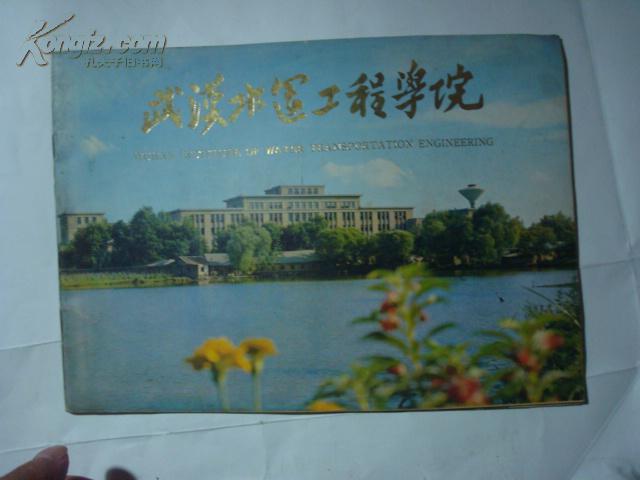 Kongfz.com
孔夫子旧书网
武汉水运工程學院
WUHAN INSTITUTE OF WATER TRANSPORTATION ENGINEERING